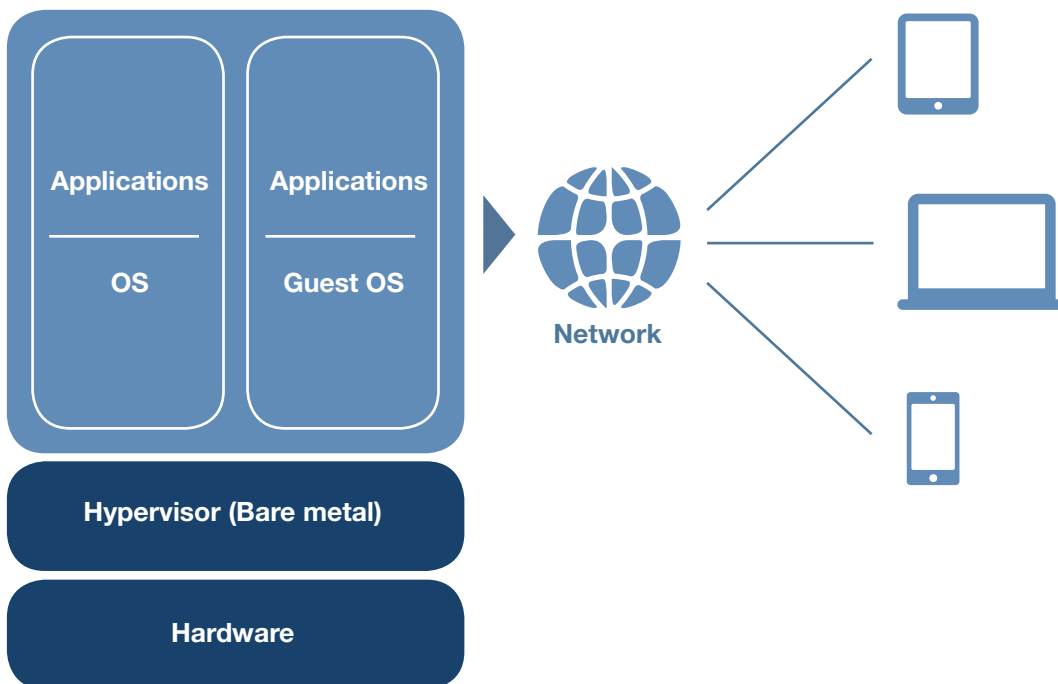 Applications
OS
Applications
Guest OS
Network
Hypervisor (Bare metal)
Hardware